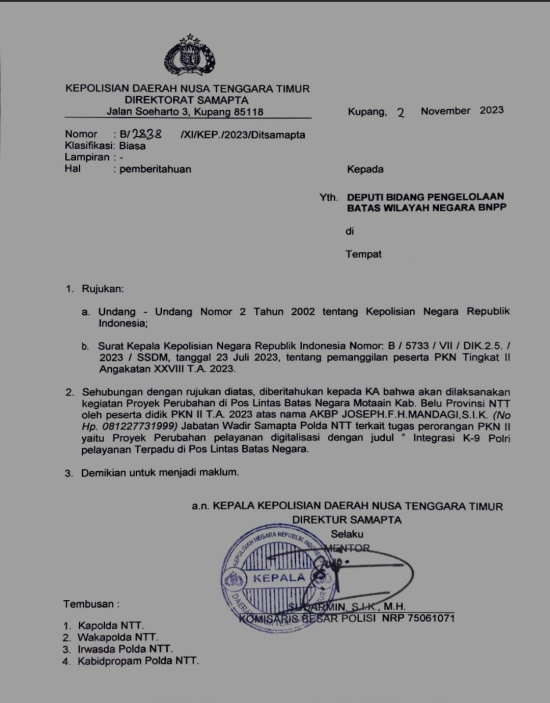 KEPOLISIAN DAERAH NUSA TENGGARA TIMUR
DIREKTORAT SAMAPTA
Jalan Soeharto 3, Kupang 85118
Kupang, 2 November 2023
Nomor : B/2838 /XI/KEP./2023/Ditsamapta
Klasifikasi: Biasa
Lampiran : -
Hal : pemberitahuan
Kepada
Yth. DEPUTI BIDANG PENGELOLAAN
BATAS WILAYAH NEGARA BNPP
di
Tempat
1. Rujukan:
a. Undang - Undang Nomor 2 Tahun 2002 tentang Kepolisian Negara Republik
Indonesia;
b. Surat Kepala Kepolisian Negara Republik Indonesia Nomor: B / 5733 / VII / DIK.2.5. /
2023 / SSDM, tanggal 23 Juli 2023, tentang pemanggilan peserta PKN Tingkat II
Angakatan XXVIII T.A. 2023.
2. Sehubungan dengan rujukan diatas, diberitahukan kepada KA bahwa akan dilaksanakan
kegiatan Proyek Perubahan di Pos Lintas Batas Negara Motaain Kab. Belu Provinsi NTT
oleh peserta didik PKN II T.A. 2023 atas nama AKBP JOSEPH.F.H.MANDAGI,S.I.K. (No
Hp. 081227731999) Jabatan Wadir Samapta Polda NTT terkait tugas perorangan PKN II
yaitu Proyek Perubahan pelayanan digitalisasi dengan judul " Integrasi K-9 Polri
pelayanan Terpadu di Pos Lintas Batas Negara.
3. Demikian untuk menjadi maklum.
a.n. KEPALA KEPOLISIAN DAERAH NUSA TENGGARA TIMUR
DIREKTUR SAMAPTA
Selaku
MENTOR
KEPOLISIAN NEGARA REPUBLIK INDONESIA
KEPALA
DAERAH NUSA TENGGARA TIMUR
SUDARMIN, S.I.K., M.H.
KOMISARIS BESAR POLISI NRP 75061071
Tembusan :
1. Kapolda NTT.
2. Wakapolda NTT.
3. Irwasda Polda NTT.
4. Kabidpropam Polda NTT.